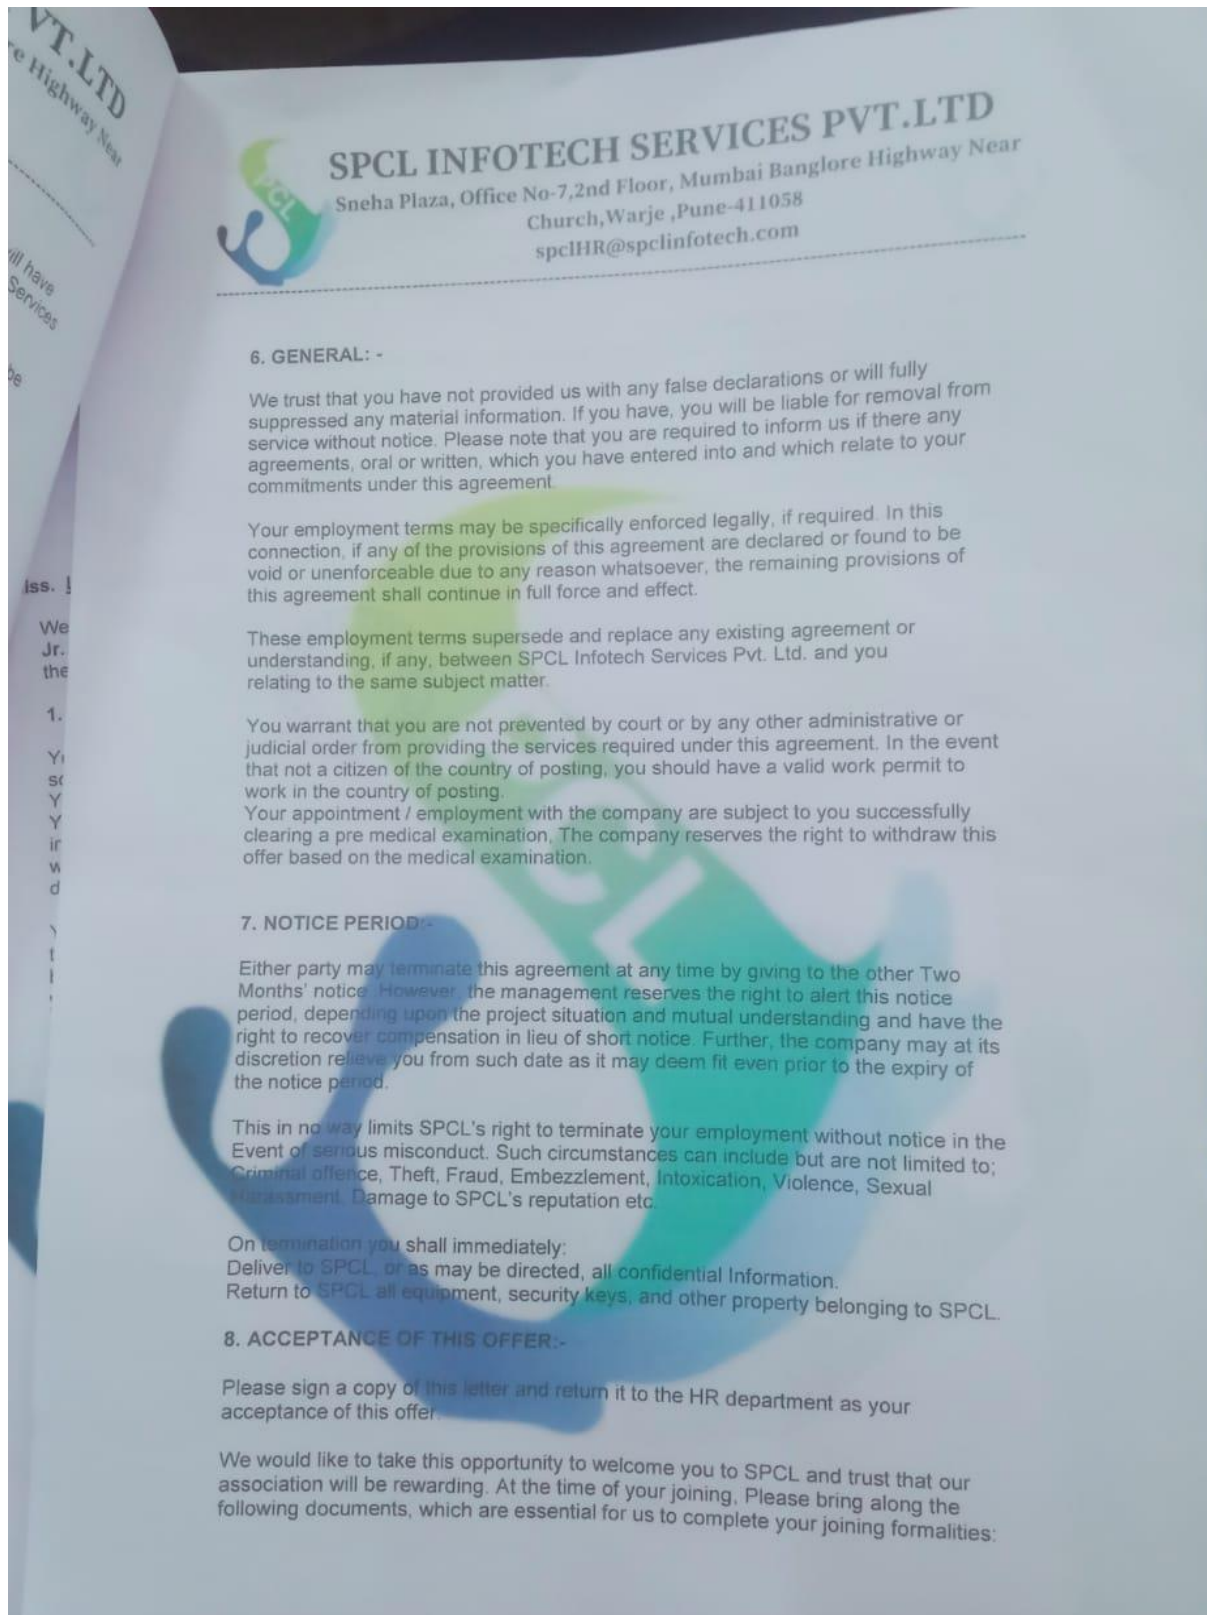 VT.LTD
e Highway Near
ill have
Services
be
iss.
We
Jr.
the
1.
PCL
SPCL INFOTECH SERVICES PVT.LTD
Sneha Plaza, Office No-7,2nd Floor, Mumbai Banglore Highway Near
Church,Warje ,Pune-411058
spclHR@spclinfotech.com
6. GENERAL: -
We trust that you have not provided us with any false declarations or will fully
suppressed any material information. If you have, you will be liable for removal from
service without notice. Please note that you are required to inform us if there any
agreements, oral or written, which you have entered into and which relate to your
commitments under this agreement.
Your employment terms may be specifically enforced legally, if required. In this
connection, if any of the provisions of this agreement are declared or found to be
void or unenforceable due to any reason whatsoever, the remaining provisions of
this agreement shall continue in full force and effect.
These employment terms supersede and replace any existing agreement or
understanding, if any, between SPCL Infotech Services Pvt. Ltd. and you
relating to the same subject matter.
You warrant that you are not prevented by court or by any other administrative or
judicial order from providing the services required under this agreement. In the event
that not a citizen of the country of posting, you should have a valid work permit to
work in the country of posting.
Your appointment / employment with the company are subject to you successfully
clearing a pre medical examination, The company reserves the right to withdraw this
offer based on the medical examination.
PCL
7. NOTICE PERIOD:-
Either party may terminate this agreement at any time by giving to the other Two
Months' notice. However, the management reserves the right to alert this notice
period, depending upon the project situation and mutual understanding and have the
right to recover compensation in lieu of short notice. Further, the company may at its
discretion relieve you from such date as it may deem fit even prior to the expiry of
the notice period.
This in no way limits SPCL's right to terminate your employment without notice in the
Event of serious misconduct. Such circumstances can include but are not limited to;
Criminal offence, Theft, Fraud, Embezzlement, Intoxication, Violence, Sexual
Harassment, Damage to SPCL's reputation etc.
On termination you shall immediately:
Deliver to SPCL, or as may be directed, all confidential Information.
Return to SPCL all equipment, security keys, and other property belonging to SPCL.
8. ACCEPTANCE OF THIS OFFER:-
Please sign a copy of this letter and return it to the HR department as your
acceptance of this offer.
We would like to take this opportunity to welcome you to SPCL and trust that our
association will be rewarding. At the time of your joining, Please bring along the
following documents, which are essential for us to complete your joining formalities: